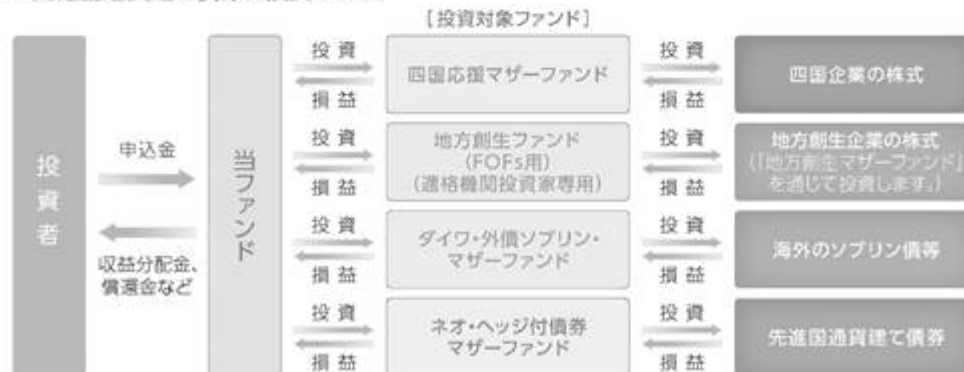 [投資対象ファンド]
投資者
申込金
収益分配金、
償還金など
当ファンド
投資
損益
四国応援マザーファンド
投資
損益
四国企業の株式
投資
損益
地方創生ファンド
(FOFs用)
(適格機関投資家専用)
投資
損益
地方創生企業の株式
(「地方創生マザーファンド」
を通じて投資します。)
投資
損益
ダイワ・外債ソブリン・
マザーファンド
投資
損益
海外のソブリン債等
投資
損益
ネオ・ヘッジ付債券
マザーファンド
投資
損益
先進国通貨建て債券